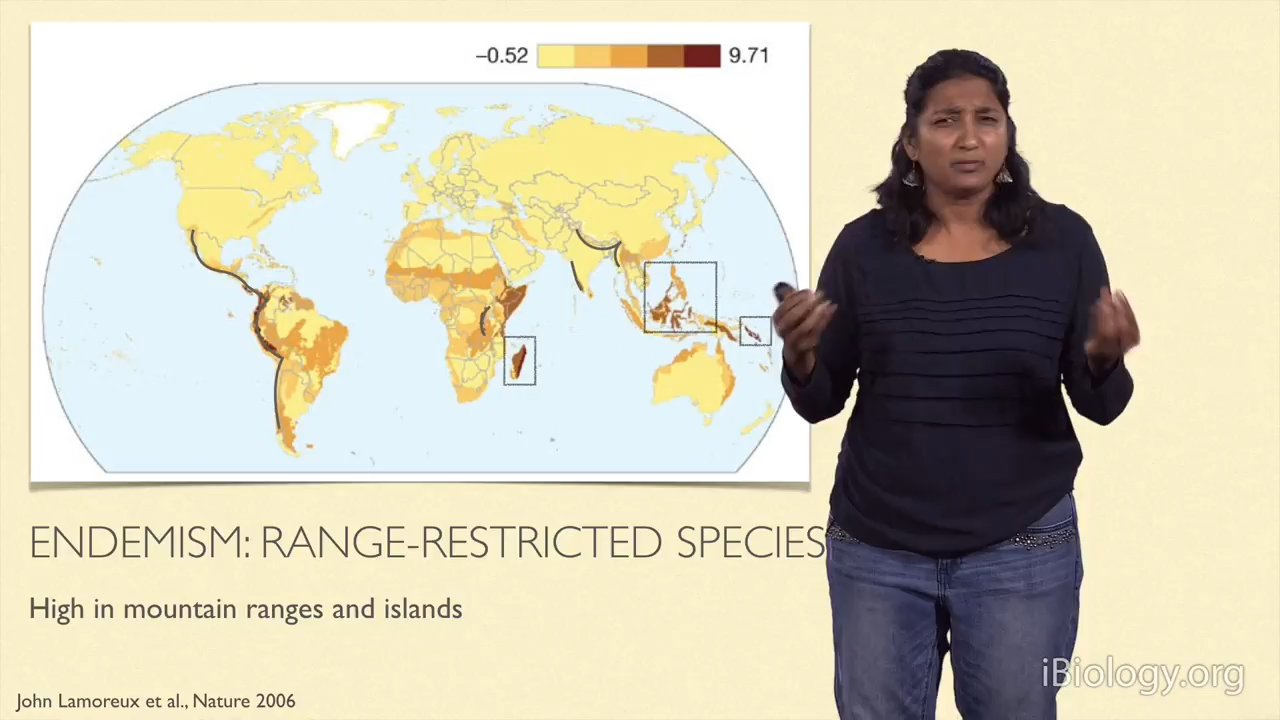 –0.52 9.71
ENDEMISM: RANGE-RESTRICTED SPECIES
High in mountain ranges and islands
John Lamoreux et al., Nature 2006
iBiology.org